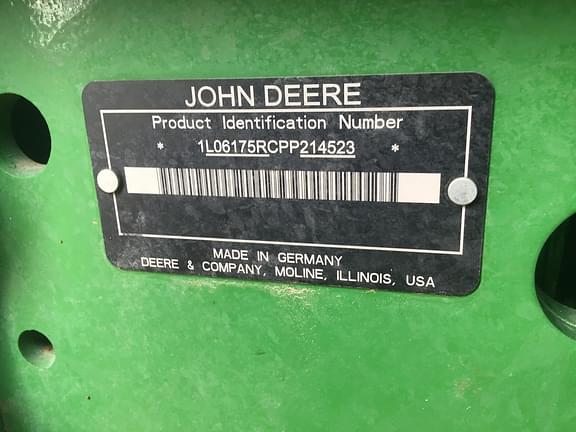 JOHN DEERE
Product Identification Number
* 1L06175RCPP214523 *
MADE IN GERMANY
DEERE & COMPANY, MOLINE, ILLINOIS, USA